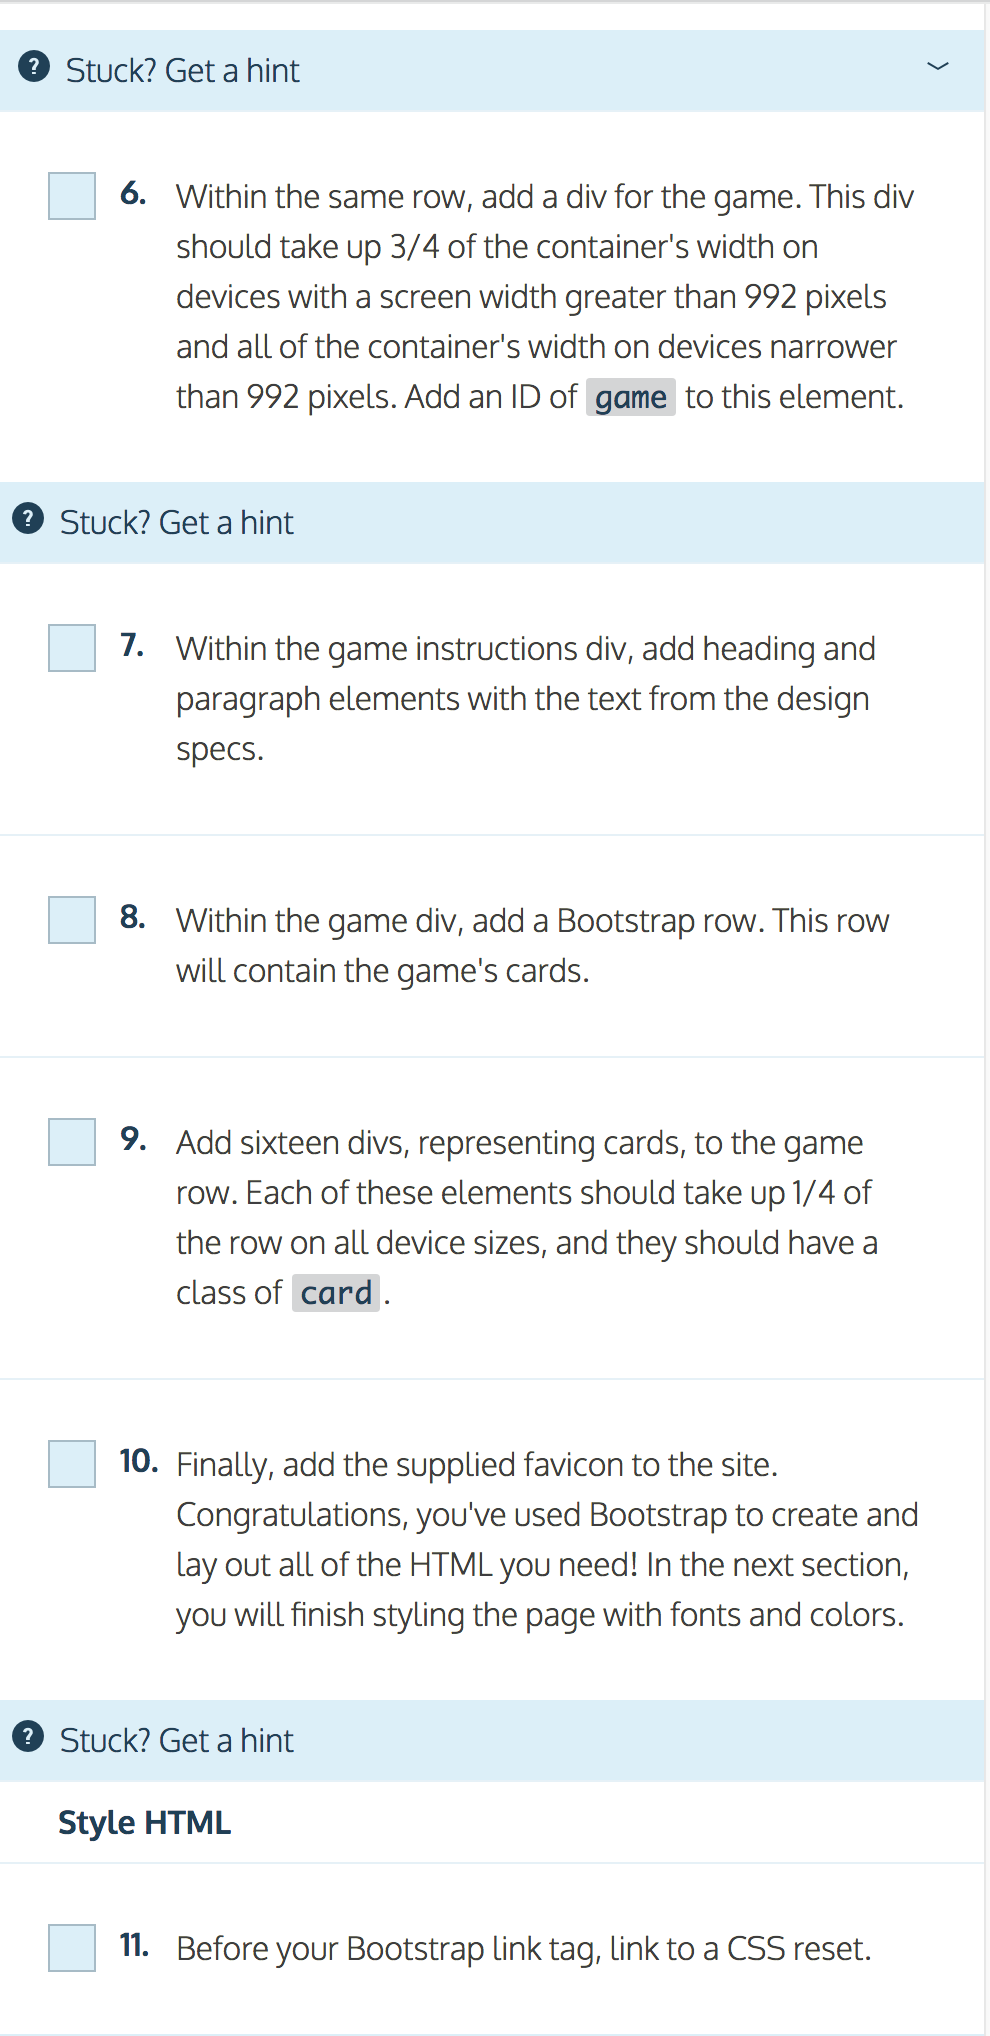 ? Stuck? Get a hint
6. Within the same row, add a div for the game. This div
should take up 3/4 of the container's width on
devices with a screen width greater than 992 pixels
and all of the container's width on devices narrower
than 992 pixels. Add an ID of game to this element.
? Stuck? Get a hint
7. Within the game instructions div, add heading and
paragraph elements with the text from the design
specs.
8. Within the game div, add a Bootstrap row. This row
will contain the game's cards.
9. Add sixteen divs, representing cards, to the game
row. Each of these elements should take up 1/4 of
the row on all device sizes, and they should have a
class of card.
10. Finally, add the supplied favicon to the site.
Congratulations, you've used Bootstrap to create and
lay out all of the HTML you need! In the next section,
you will finish styling the page with fonts and colors.
? Stuck? Get a hint
Style HTML
11. Before your Bootstrap link tag, link to a CSS reset.